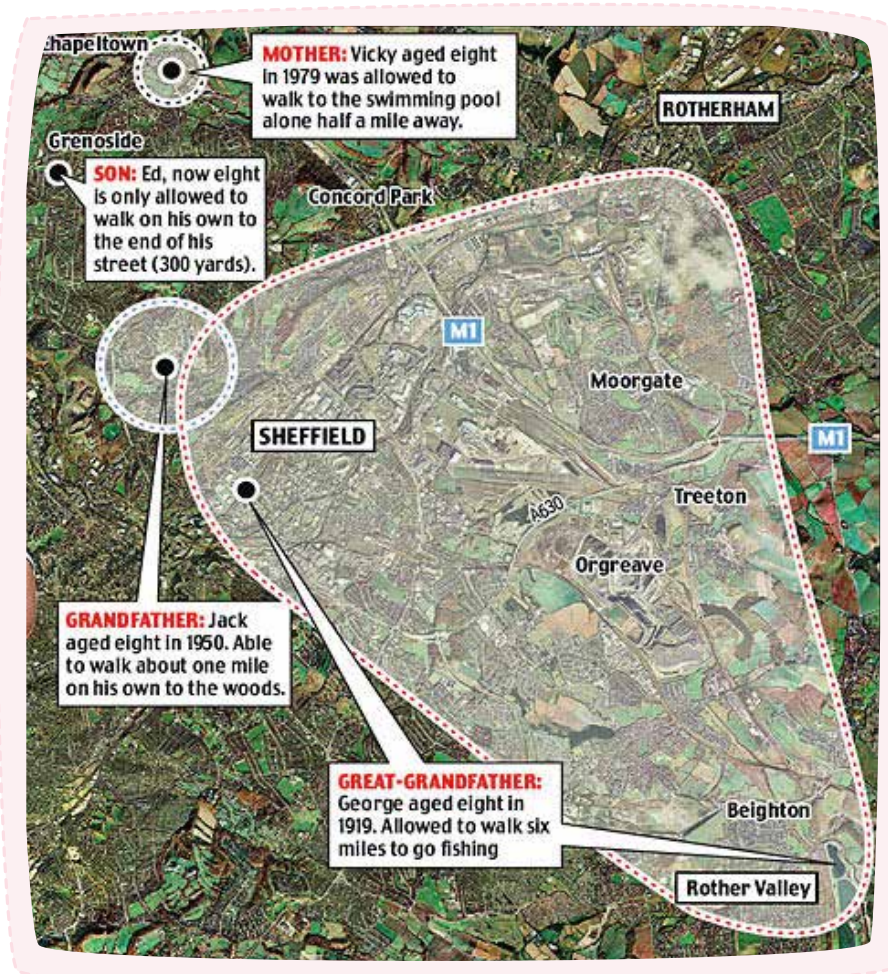 Chapeltown
MOTHER: Vicky aged eight
in 1979 was allowed to
walk to the swimming pool
alone half a mile away.
ROTHERHAM
Grenoside
SON: Ed, now eight
is only allowed to
walk on his own to
the end of his
street (300 yards).
Concord Park
M1
Moorgate
SHEFFIELD
M1
Treeton
A630
Orgreave
GRANDFATHER: Jack
aged eight in 1950. Able
to walk about one mile
on his own to the woods.
GREAT-GRANDFATHER:
George aged eight in
1919. Allowed to walk six
miles to go fishing
Beighton
Rother Valley